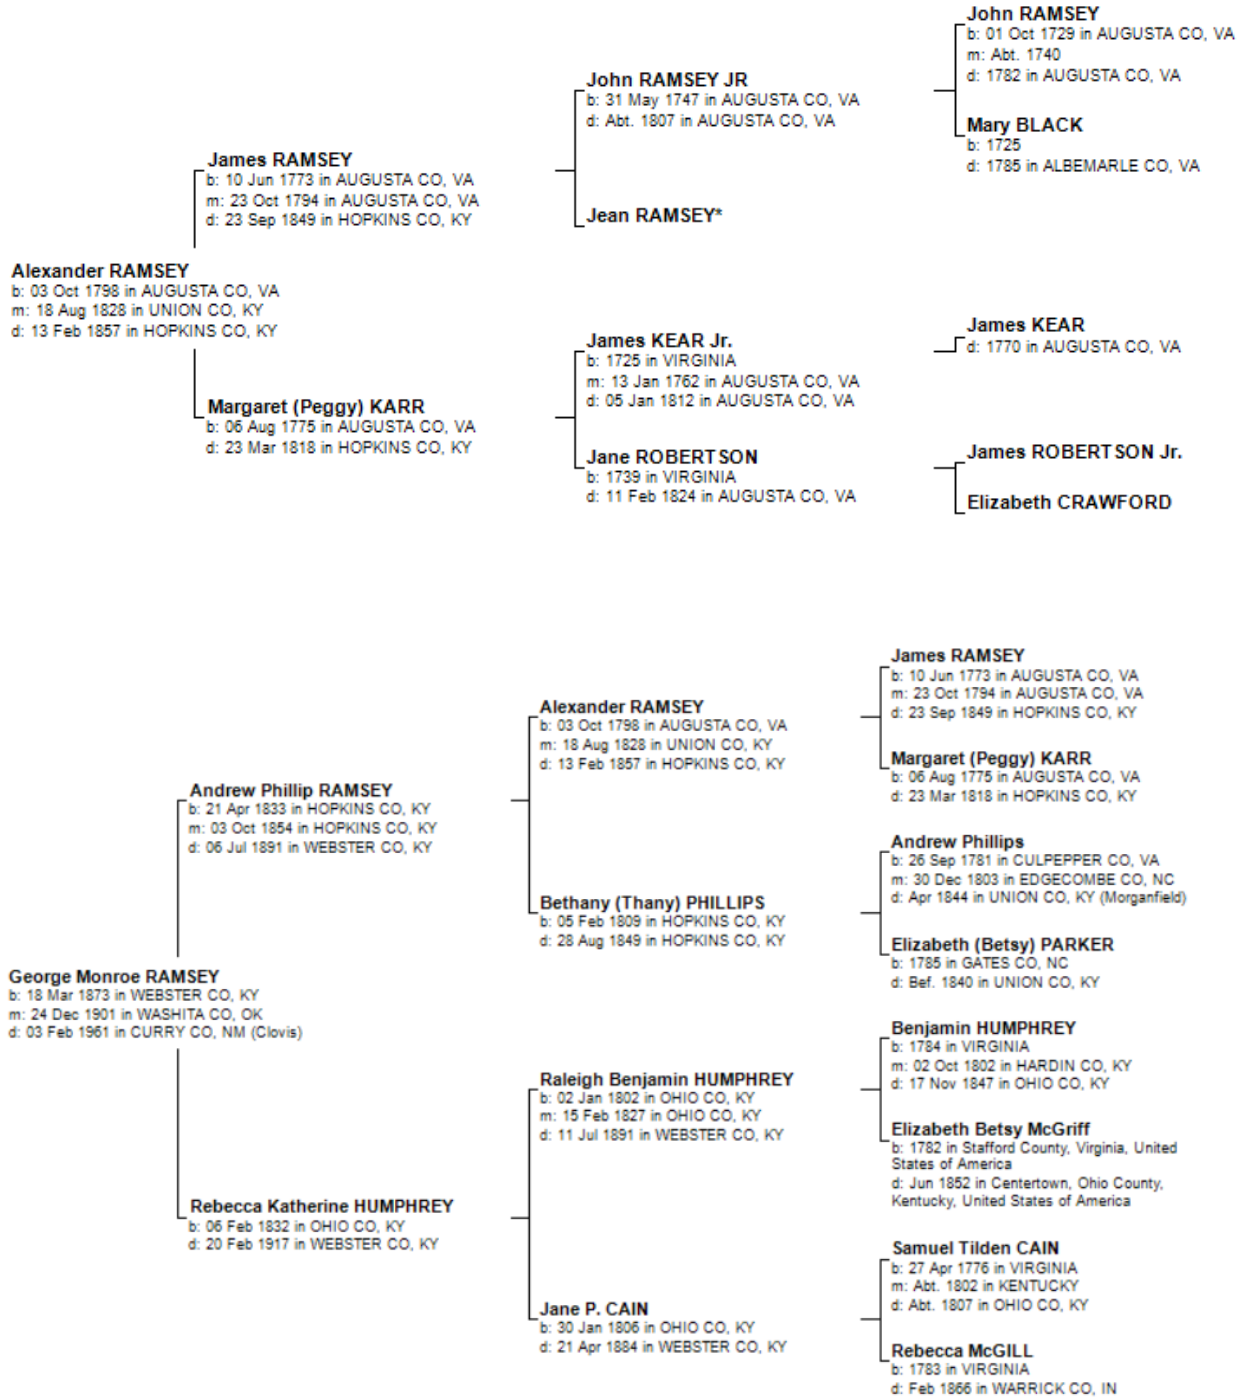 John RAMSEY
b: 01 Oct 1729 in AUGUSTA CO, VA
m: Abt. 1740
d: 1782 in AUGUSTA CO, VA
John RAMSEY JR
b: 31 May 1747 in AUGUSTA CO, VA
d: Abt. 1807 in AUGUSTA CO, VA
Mary BLACK
b: 1725
d: 1785 in ALBEMARLE CO, VA
James RAMSEY
b: 10 Jun 1773 in AUGUSTA CO, VA
m: 23 Oct 1794 in AUGUSTA CO, VA
d: 23 Sep 1849 in HOPKINS CO, KY
Jean RAMSEY*
Alexander RAMSEY
b: 03 Oct 1798 in AUGUSTA CO, VA
m: 18 Aug 1828 in UNION CO, KY
d: 13 Feb 1857 in HOPKINS CO, KY
James KEAR Jr.
b: 1725 in VIRGINIA
m: 13 Jan 1762 in AUGUSTA CO, VA
d: 05 Jan 1812 in AUGUSTA CO, VA
James KEAR
d: 1770 in AUGUSTA CO, VA
Margaret (Peggy) KARR
b: 06 Aug 1775 in AUGUSTA CO, VA
d: 23 Mar 1818 in HOPKINS CO, KY
Jane ROBERTSON
b: 1739 in VIRGINIA
d: 11 Feb 1824 in AUGUSTA CO, VA
James ROBERTSON Jr.
Elizabeth CRAWFORD
James RAMSEY
b: 10 Jun 1773 in AUGUSTA CO, VA
m: 23 Oct 1794 in AUGUSTA CO, VA
d: 23 Sep 1849 in HOPKINS CO, KY
Alexander RAMSEY
b: 03 Oct 1798 in AUGUSTA CO, VA
m: 18 Aug 1828 in UNION CO, KY
d: 13 Feb 1857 in HOPKINS CO, KY
Margaret (Peggy) KARR
b: 06 Aug 1775 in AUGUSTA CO, VA
d: 23 Mar 1818 in HOPKINS CO, KY
Andrew Phillip RAMSEY
b: 21 Apr 1833 in HOPKINS CO, KY
m: 03 Oct 1854 in HOPKINS CO, KY
d: 06 Jul 1891 in WEBSTER CO, KY
Andrew Phillips
b: 26 Sep 1781 in CULPEPPER CO, VA
m: 30 Dec 1803 in EDGECOMBE CO, NC
d: Apr 1844 in UNION CO, KY (Morganfield)
Bethany (Thany) PHILLIPS
b: 05 Feb 1809 in HOPKINS CO, KY
d: 28 Aug 1849 in HOPKINS CO, KY
Elizabeth (Betsy) PARKER
b: 1785 in GATES CO, NC
d: Bef. 1840 in UNION CO, KY
George Monroe RAMSEY
b: 18 Mar 1873 in WEBSTER CO, KY
m: 24 Dec 1901 in WASHITA CO, OK
d: 03 Feb 1961 in CURRY CO, NM (Clovis)
Benjamin HUMPHREY
b: 1784 in VIRGINIA
m: 02 Oct 1802 in HARDIN CO, KY
d: 17 Nov 1847 in OHIO CO, KY
Raleigh Benjamin HUMPHREY
b: 02 Jan 1802 in OHIO CO, KY
m: 15 Feb 1827 in OHIO CO, KY
d: 11 Jul 1891 in WEBSTER CO, KY
Elizabeth Betsy McGriff
b: 1782 in Stafford County, Virginia, United
States of America
d: Jun 1852 in Centertown, Ohio County,
Kentucky, United States of America
Rebecca Katherine HUMPHREY
b: 06 Feb 1832 in OHIO CO, KY
d: 20 Feb 1917 in WEBSTER CO, KY
Samuel Tilden CAIN
b: 27 Apr 1776 in VIRGINIA
m: Abt. 1802 in KENTUCKY
d: Abt. 1807 in OHIO CO, KY
Jane P. CAIN
b: 30 Jan 1806 in OHIO CO, KY
d: 21 Apr 1884 in WEBSTER CO, KY
Rebecca McGILL
b: 1783 in VIRGINIA
d: Feb 1866 in WARRICK CO, IN